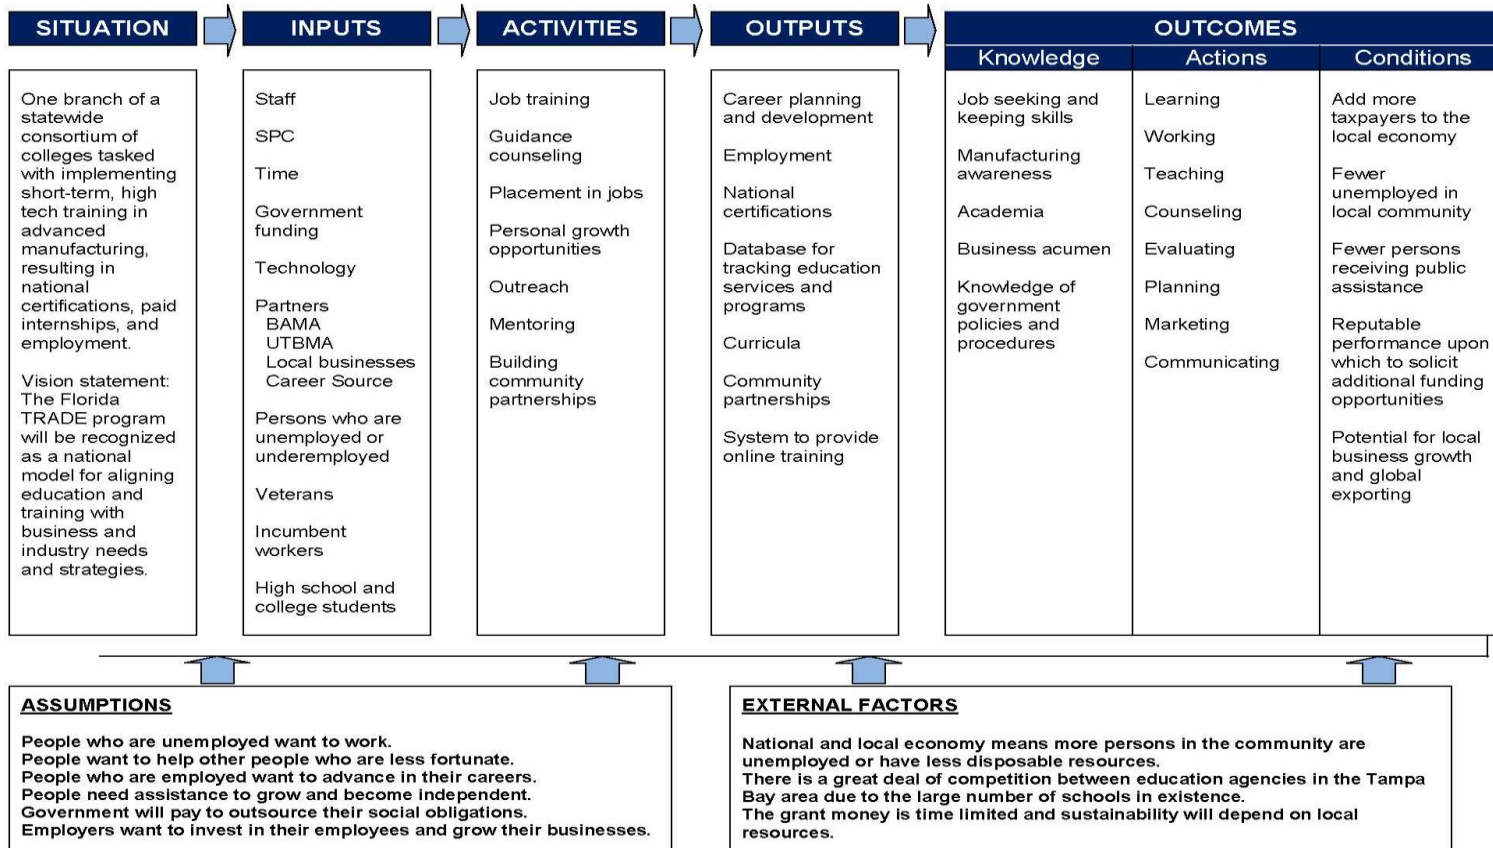 SITUATION
INPUTS
ACTIVITIES
OUTPUTS
OUTCOMES
Knowledge
Actions
Conditions
One branch of a
statewide
consortium of
colleges tasked
with implementing
short-term, high
tech training in
advanced
manufacturing,
resulting in
national
certifications, paid
internships, and
employment.
Vision statement:
The Florida
TRADE program
will be recognized
as a national
model for aligning
education and
training with
business and
industry needs
and strategies.
Staff
SPC
Time
Government
funding
Technology
Partners
BAMA
UTBMA
Local businesses
Career Source
Persons who are
unemployed or
underemployed
Veterans
Incumbent
workers
High school and
college students
Job training
Guidance
counseling
Placement in jobs
Personal growth
opportunities
Outreach
Mentoring
Building
community
partnerships
Career planning
and development
Employment
National
certifications
Database for
tracking education
services and
programs
Curricula
Community
partnerships
System to provide
online training
Job seeking and
keeping skills
Manufacturing
awareness
Academia
Business acumen
Knowledge of
government
policies and
procedures
Learning
Working
Teaching
Counseling
Evaluating
Planning
Marketing
Communicating
Add more
taxpayers to the
local economy
Fewer
unemployed in
local community
Fewer persons
receiving public
assistance
Reputable
performance upon
which to solicit
additional funding
opportunities
Potential for local
business growth
and global
exporting
ASSUMPTIONS
People who are unemployed want to work.
People want to help other people who are less fortunate.
People who are employed want to advance in their careers.
People need assistance to grow and become independent.
Government will pay to outsource their social obligations.
Employers want to invest in their employees and grow their businesses.
EXTERNAL FACTORS
National and local economy means more persons in the community are
unemployed or have less disposable resources.
There is a great deal of competition between education agencies in the Tampa
Bay area due to the large number of schools in existence.
The grant money is time limited and sustainability will depend on local
resources.